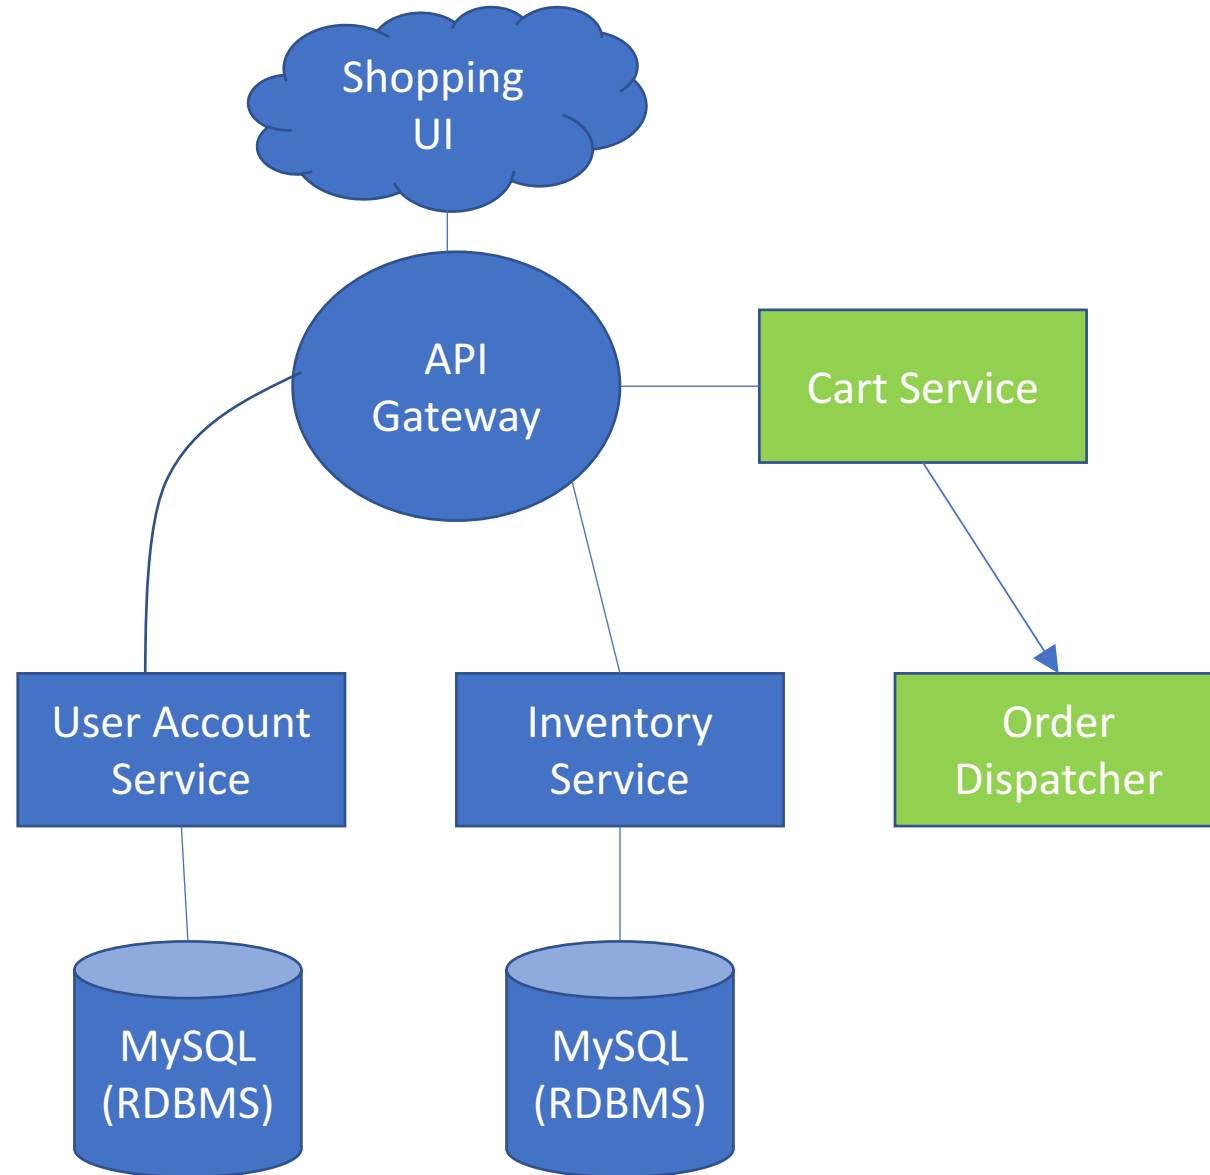 Shopping
UI
API
Gateway
Cart Service
User Account
Service
Inventory
Service
Order
Dispatcher
MySQL
(RDBMS)
MySQL
(RDBMS)